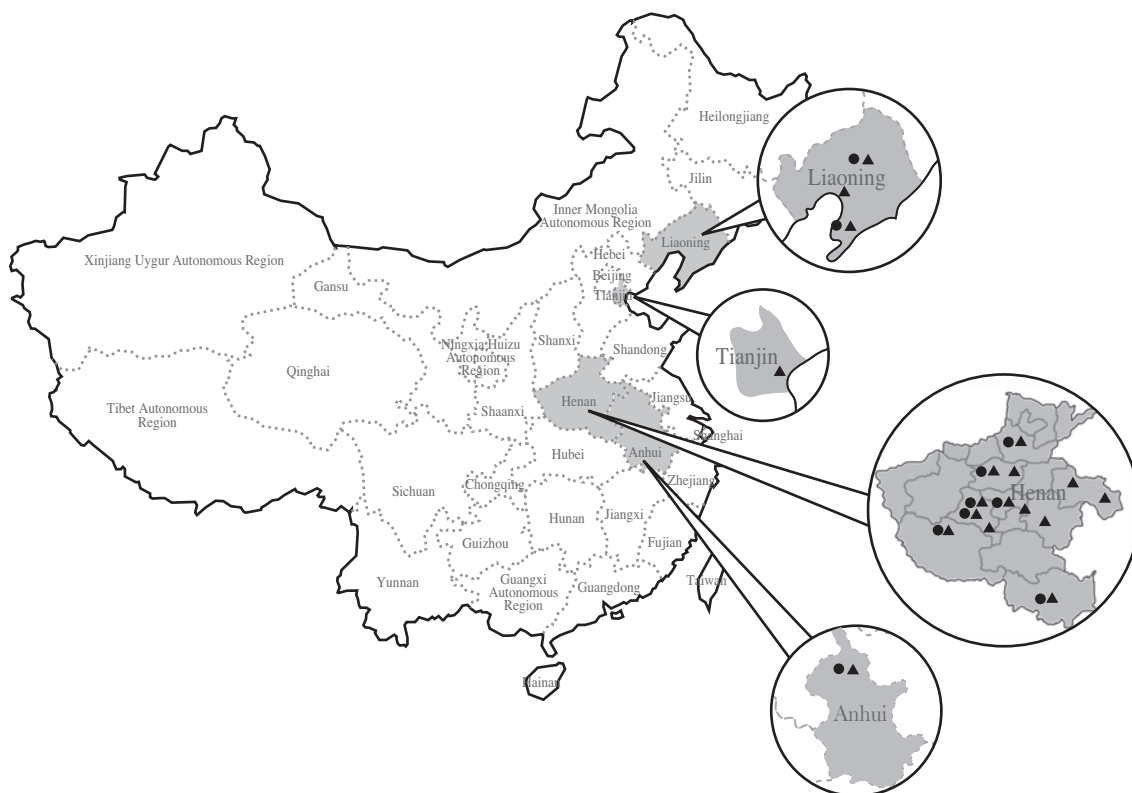 Heilongjiang
Jilin
Liaoning
Inner Mongolia
Autonomous Region
Liaoning
Xinjiang Uygur Autonomous Region
Gansu
Hebei
Beijing
Tianjin
Ningxia Huizu
Autonomous
Region
Shanxi
Shandong
Tianjin
Qinghai
Tibet Autonomous
Region
Shaanxi
Henan
Jiangsu
Shanghai
Hubei
Anhui
Zhejiang
Henan
Sichuan
Chongqing
Hunan
Jiangxi
Guizhou
Fujian
Yunnan
Guangxi
Autonomous
Region
Guangdong
Taiwan
Hainan
Anhui